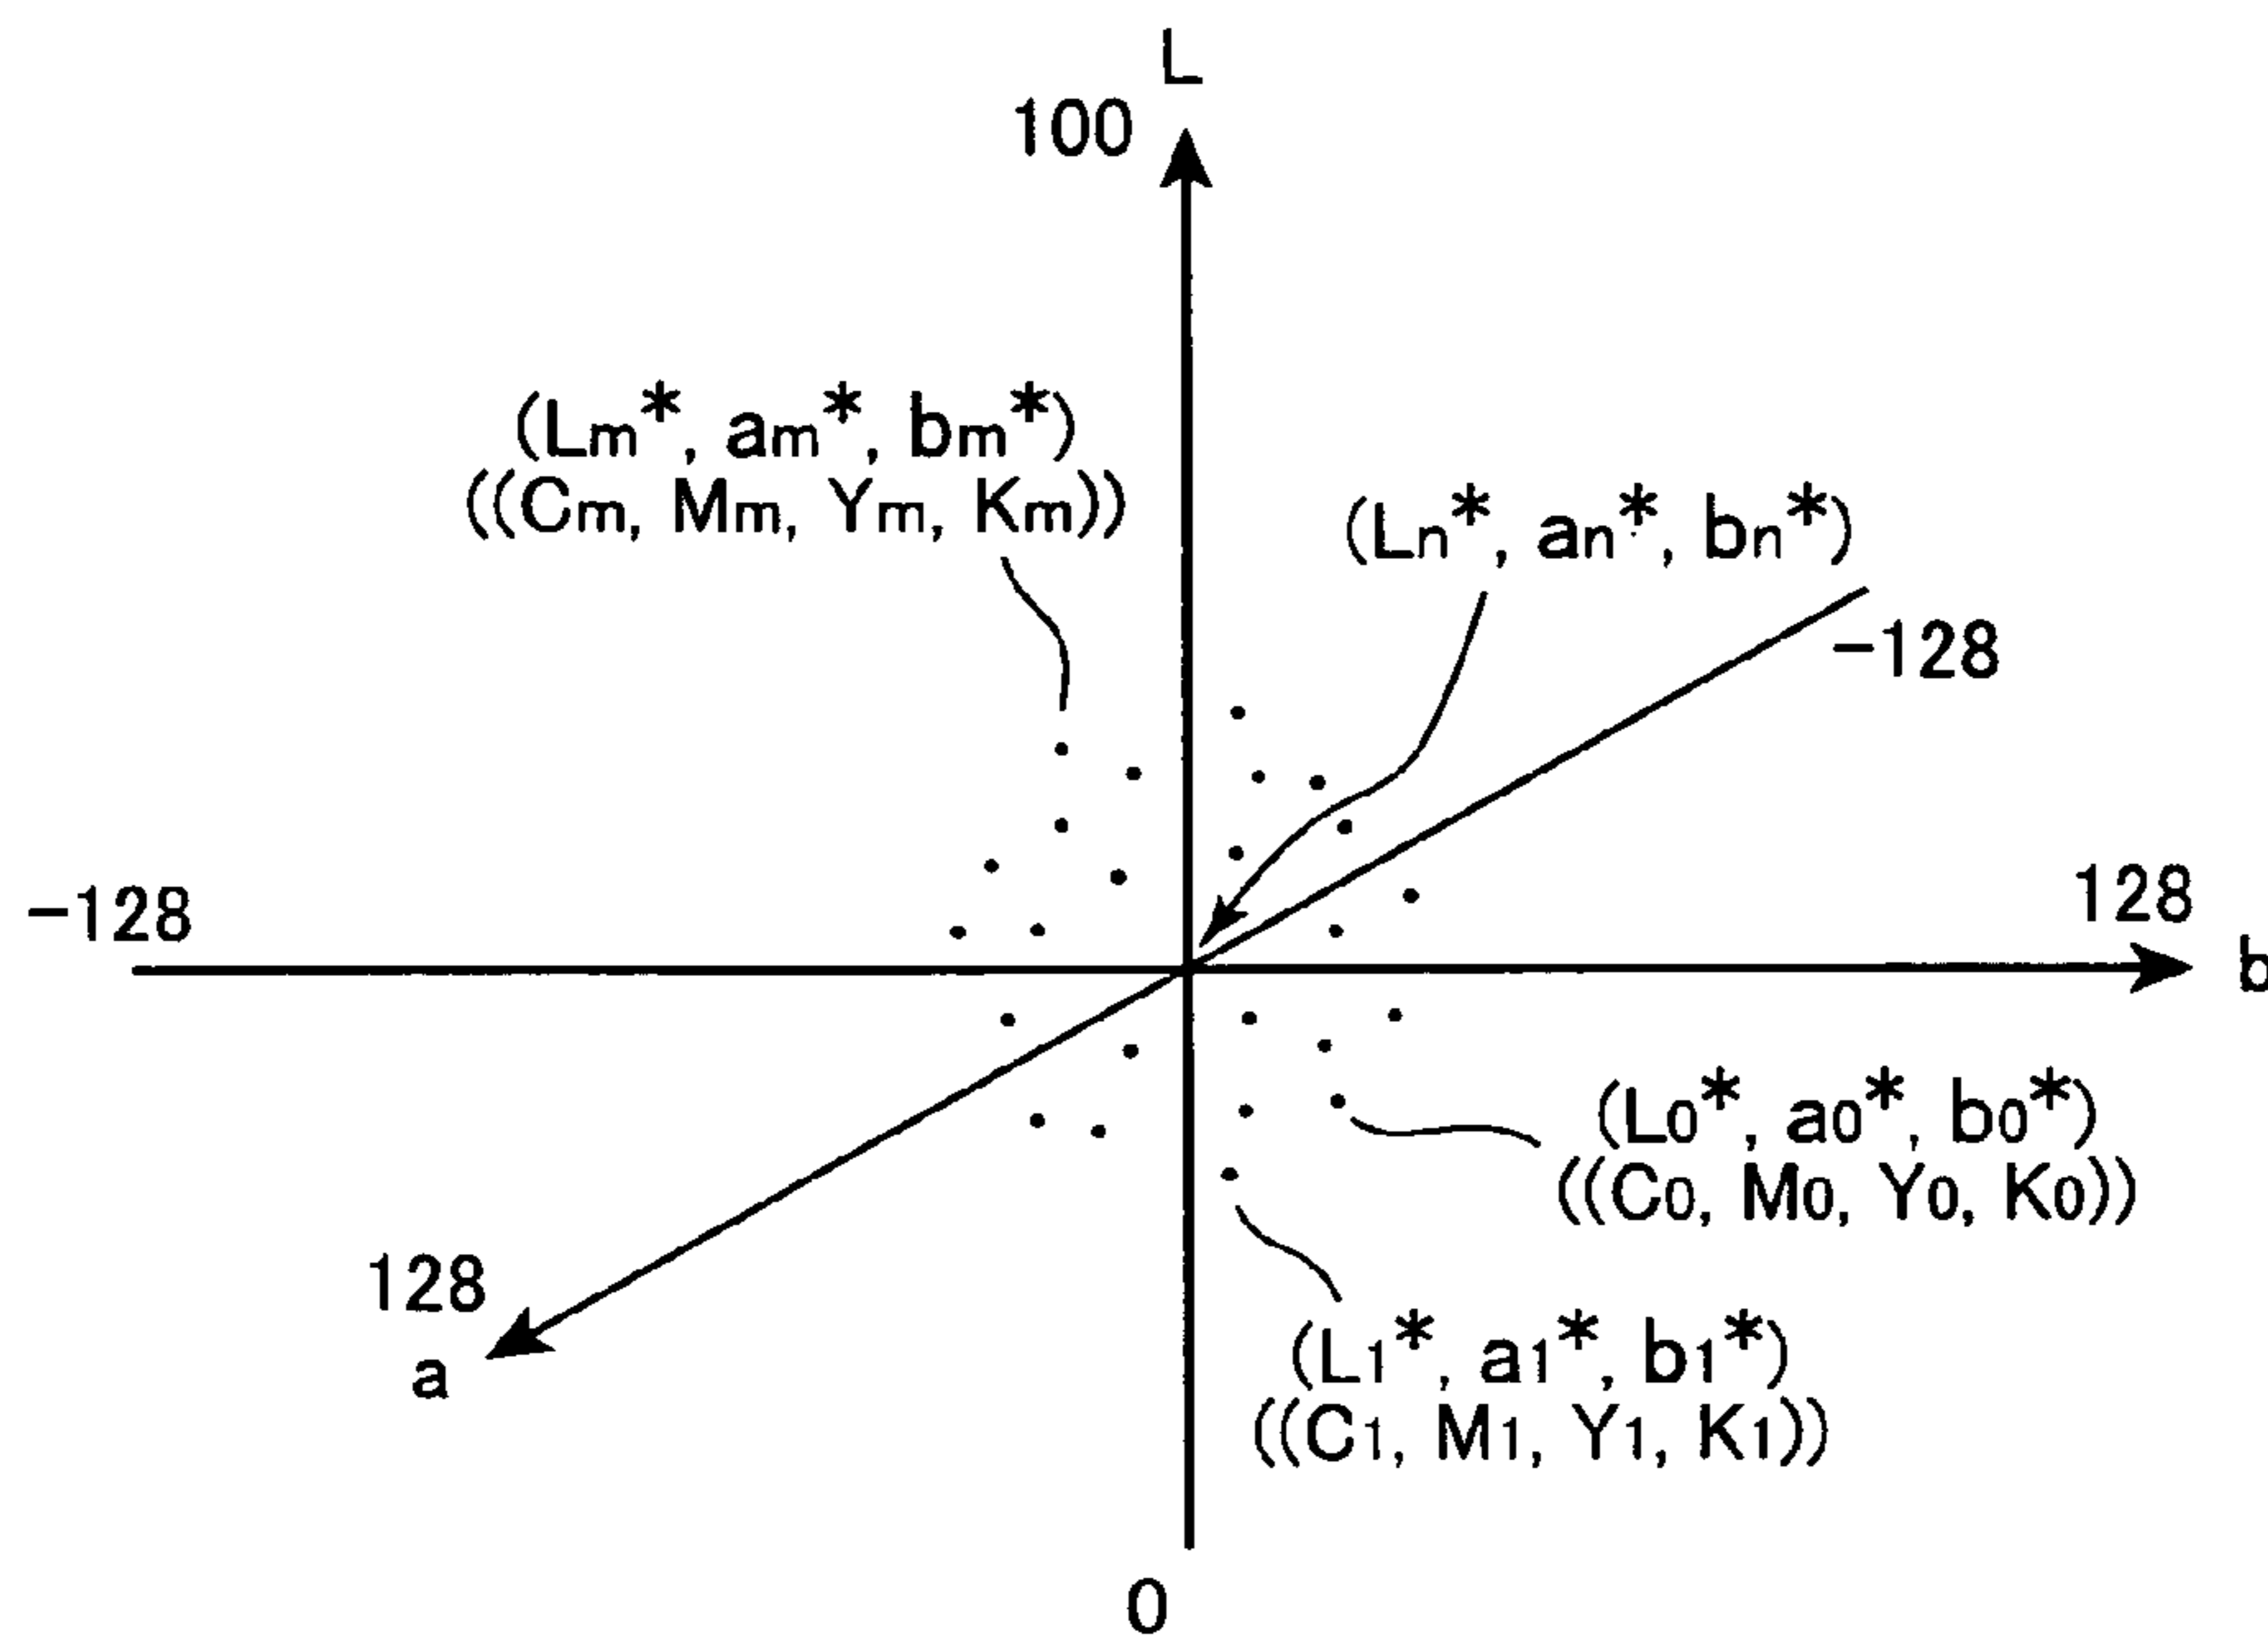 L
100
(Lm*, am*, bm*)
((Cm, Mm, Ym, Km))
(Ln*, an*, bn*)
-128
-128
128
b
(L0*, a0*, b0*)
((C0, M0, Y0, K0))
128
a
(L1*, a1*, b1*)
((C1, M1, Y1, K1))
0